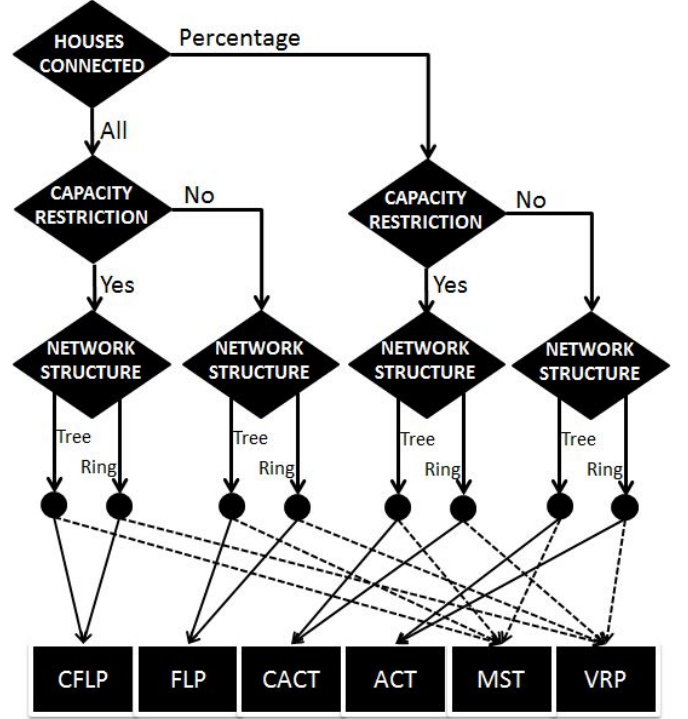 HOUSES
CONNECTED
Percentage
All
CAPACITY
RESTRICTION
No
CAPACITY
RESTRICTION
No
Yes
Yes
NETWORK
STRUCTURE
NETWORK
STRUCTURE
NETWORK
STRUCTURE
NETWORK
STRUCTURE
Tree
Ring
Tree
Ring
Tree
Ring
Tree
Ring
CFLP
FLP
CACT
ACT
MST
VRP